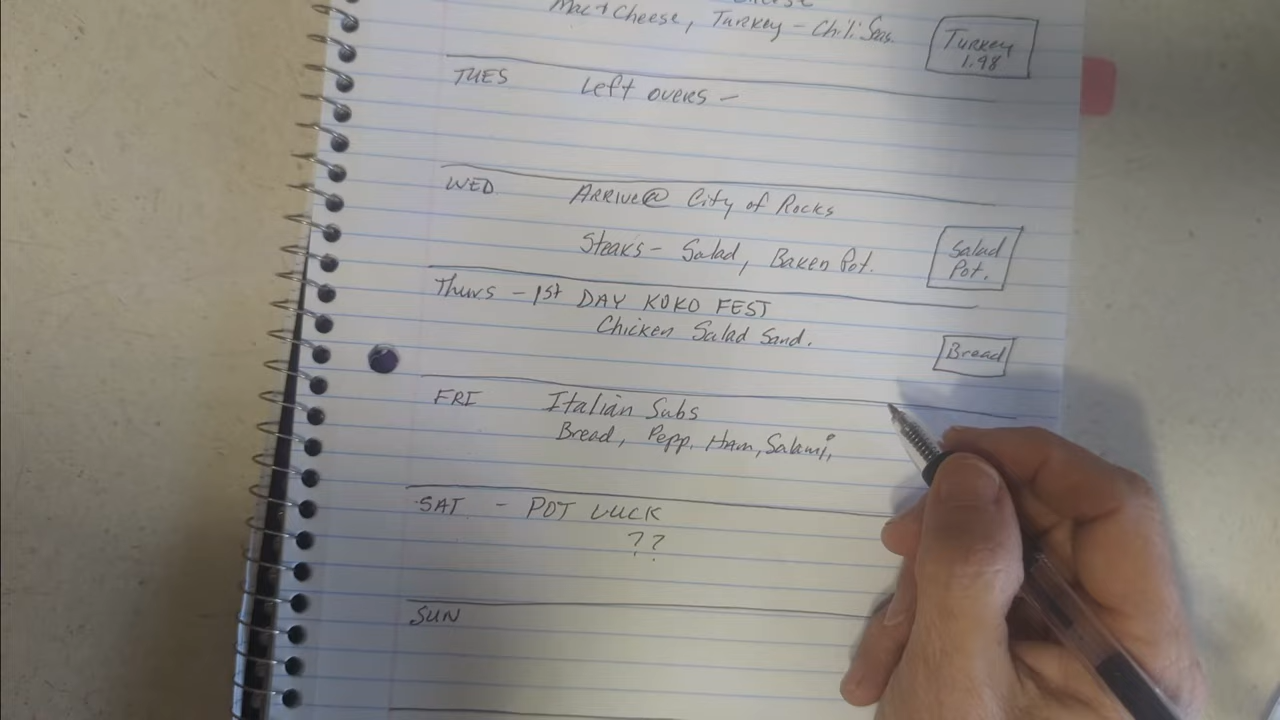 Mac + Cheese, Turkey - Chili Seas.
Turkey
1.98
TUES Left overs -
WED ARRIVE@ City of Rocks
Steaks - Salad, Baken Pot.
Salad
Pot.
Thurs - 1st DAY KOKO FEST
Chicken Salad Sand.
Bread
FRI Italian Subs
Bread, Pepp. Ham, Salami,
SAT - POT LUCK
??
SUN